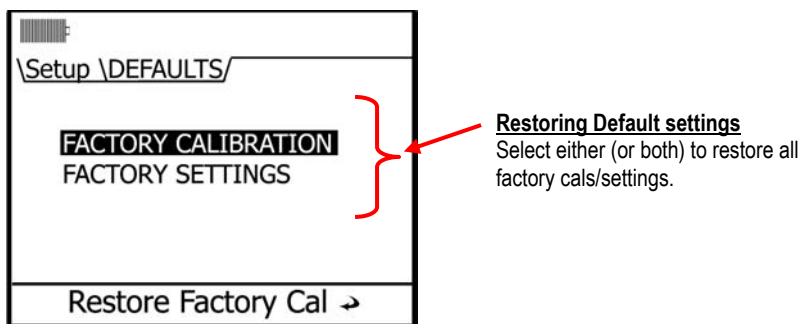 \Setup \DEFAULTS/
FACTORY CALIBRATION
FACTORY SETTINGS
Restore Factory Cal
Restoring Default settings
Select either (or both) to restore all
factory cals/settings.